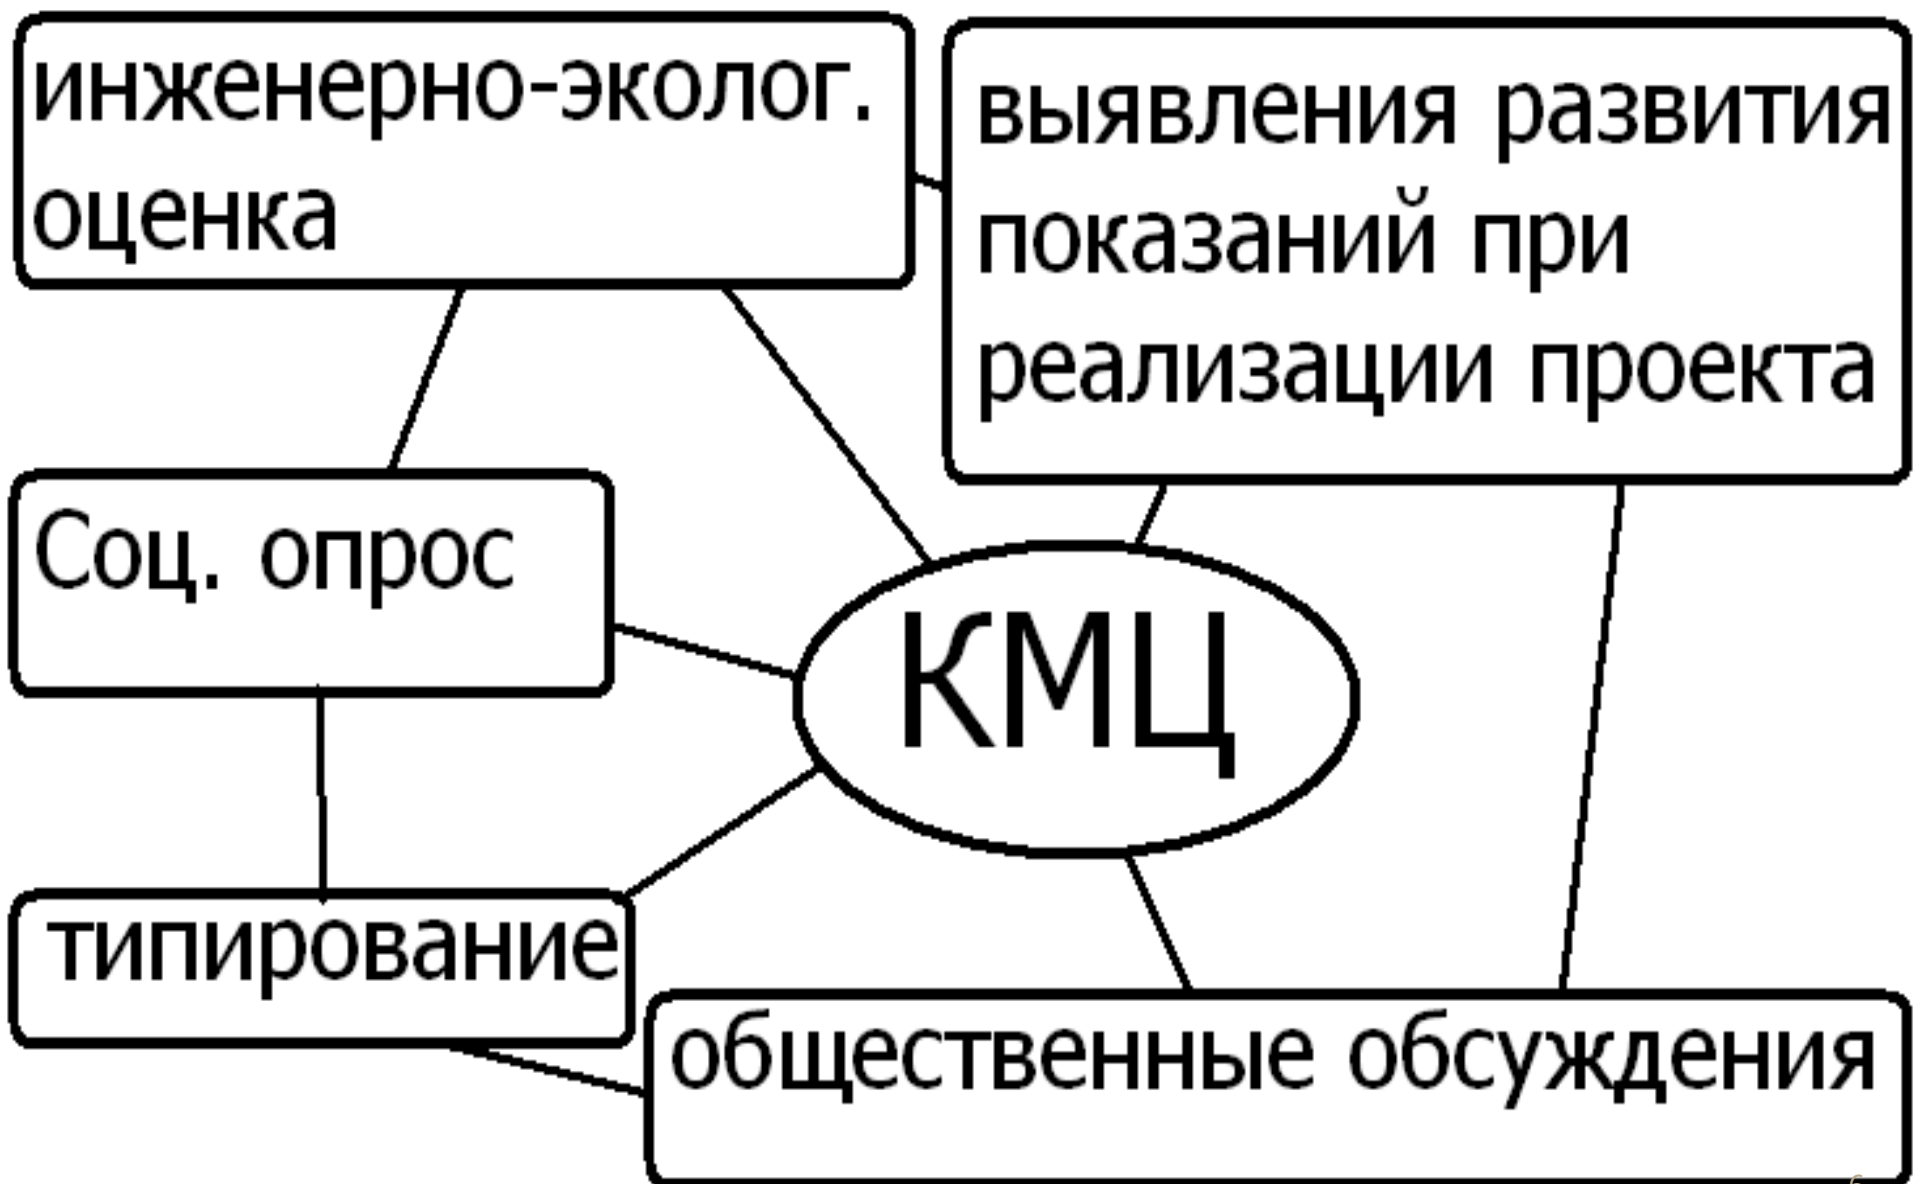 инженерно-эколог.
оценка
выявления развития
показаний при
реализации проекта
Соц. опрос
КМЦ
типирование
общественные обсуждения